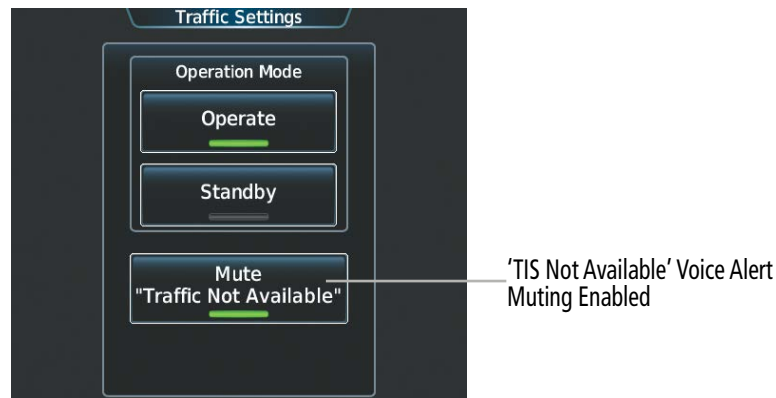 Traffic Settings
Operation Mode
Operate
Standby
Mute
"Traffic Not Available"
‘TIS Not Available’ Voice Alert
Muting Enabled